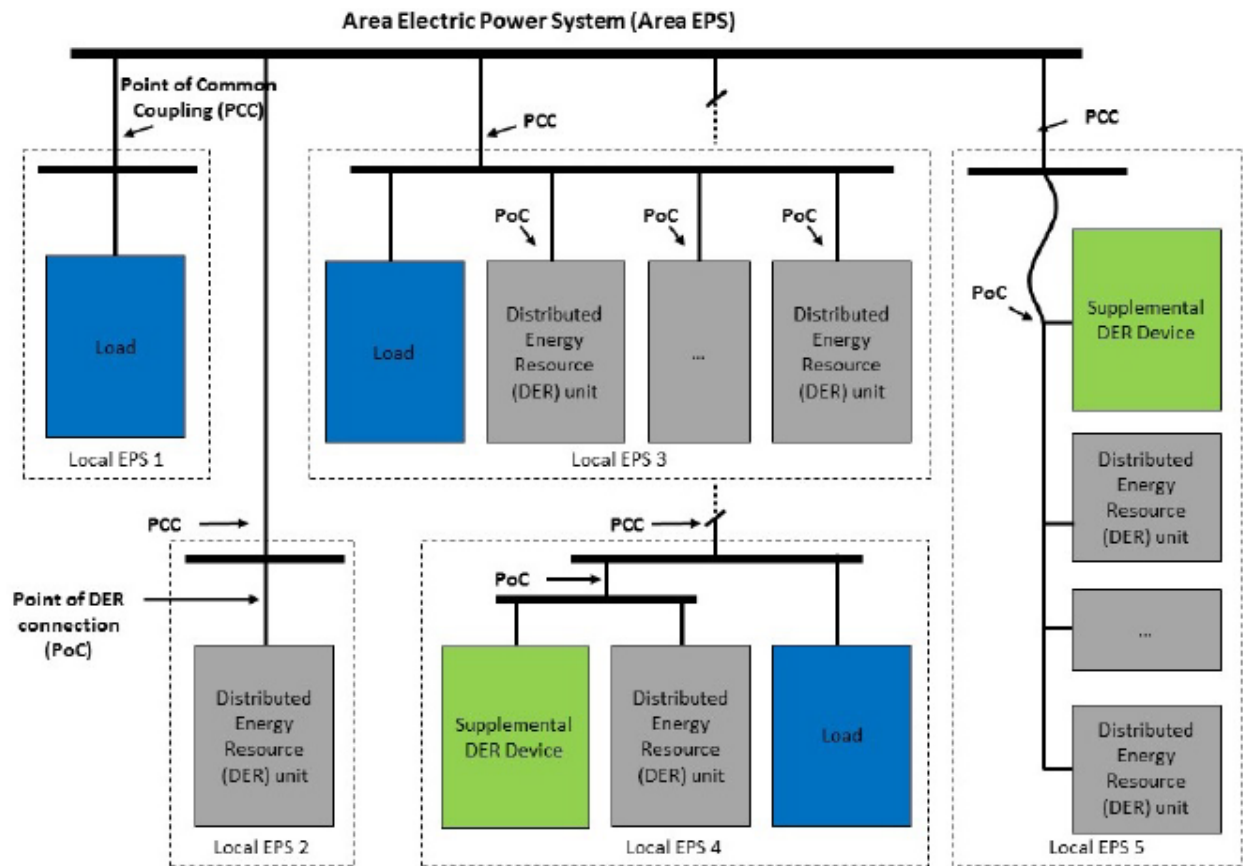 Area Electric Power System (Area EPS)
Point of Common
Coupling (PCC)
PCC
PCC
Load
Local EPS 1
PoC
PoC
PoC
Load
Distributed
Energy
Resource
(DER) unit
...
Distributed
Energy
Resource
(DER) unit
Local EPS 3
PoC
Supplemental
DER Device
Distributed
Energy
Resource
(DER) unit
...
Distributed
Energy
Resource
(DER) unit
Local EPS 5
PCC
Point of DER
connection
(PoC)
Distributed
Energy
Resource
(DER) unit
Local EPS 2
PCC
PoC
Supplemental
DER Device
Distributed
Energy
Resource
(DER) unit
Load
Local EPS 4